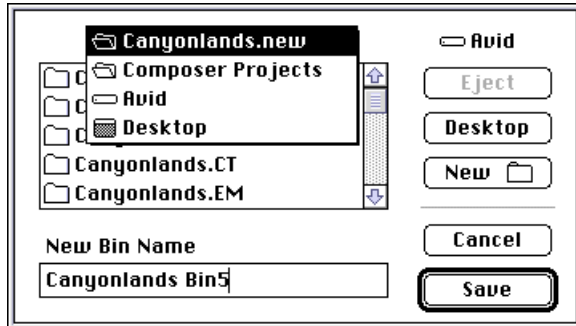 Canyonlands.new
Composer Projects
Avid
Desktop
Canyonlands.CT
Canyonlands.EM
New Bin Name
Canyonlands Bin5
Avid
Eject
Desktop
New
Cancel
Save